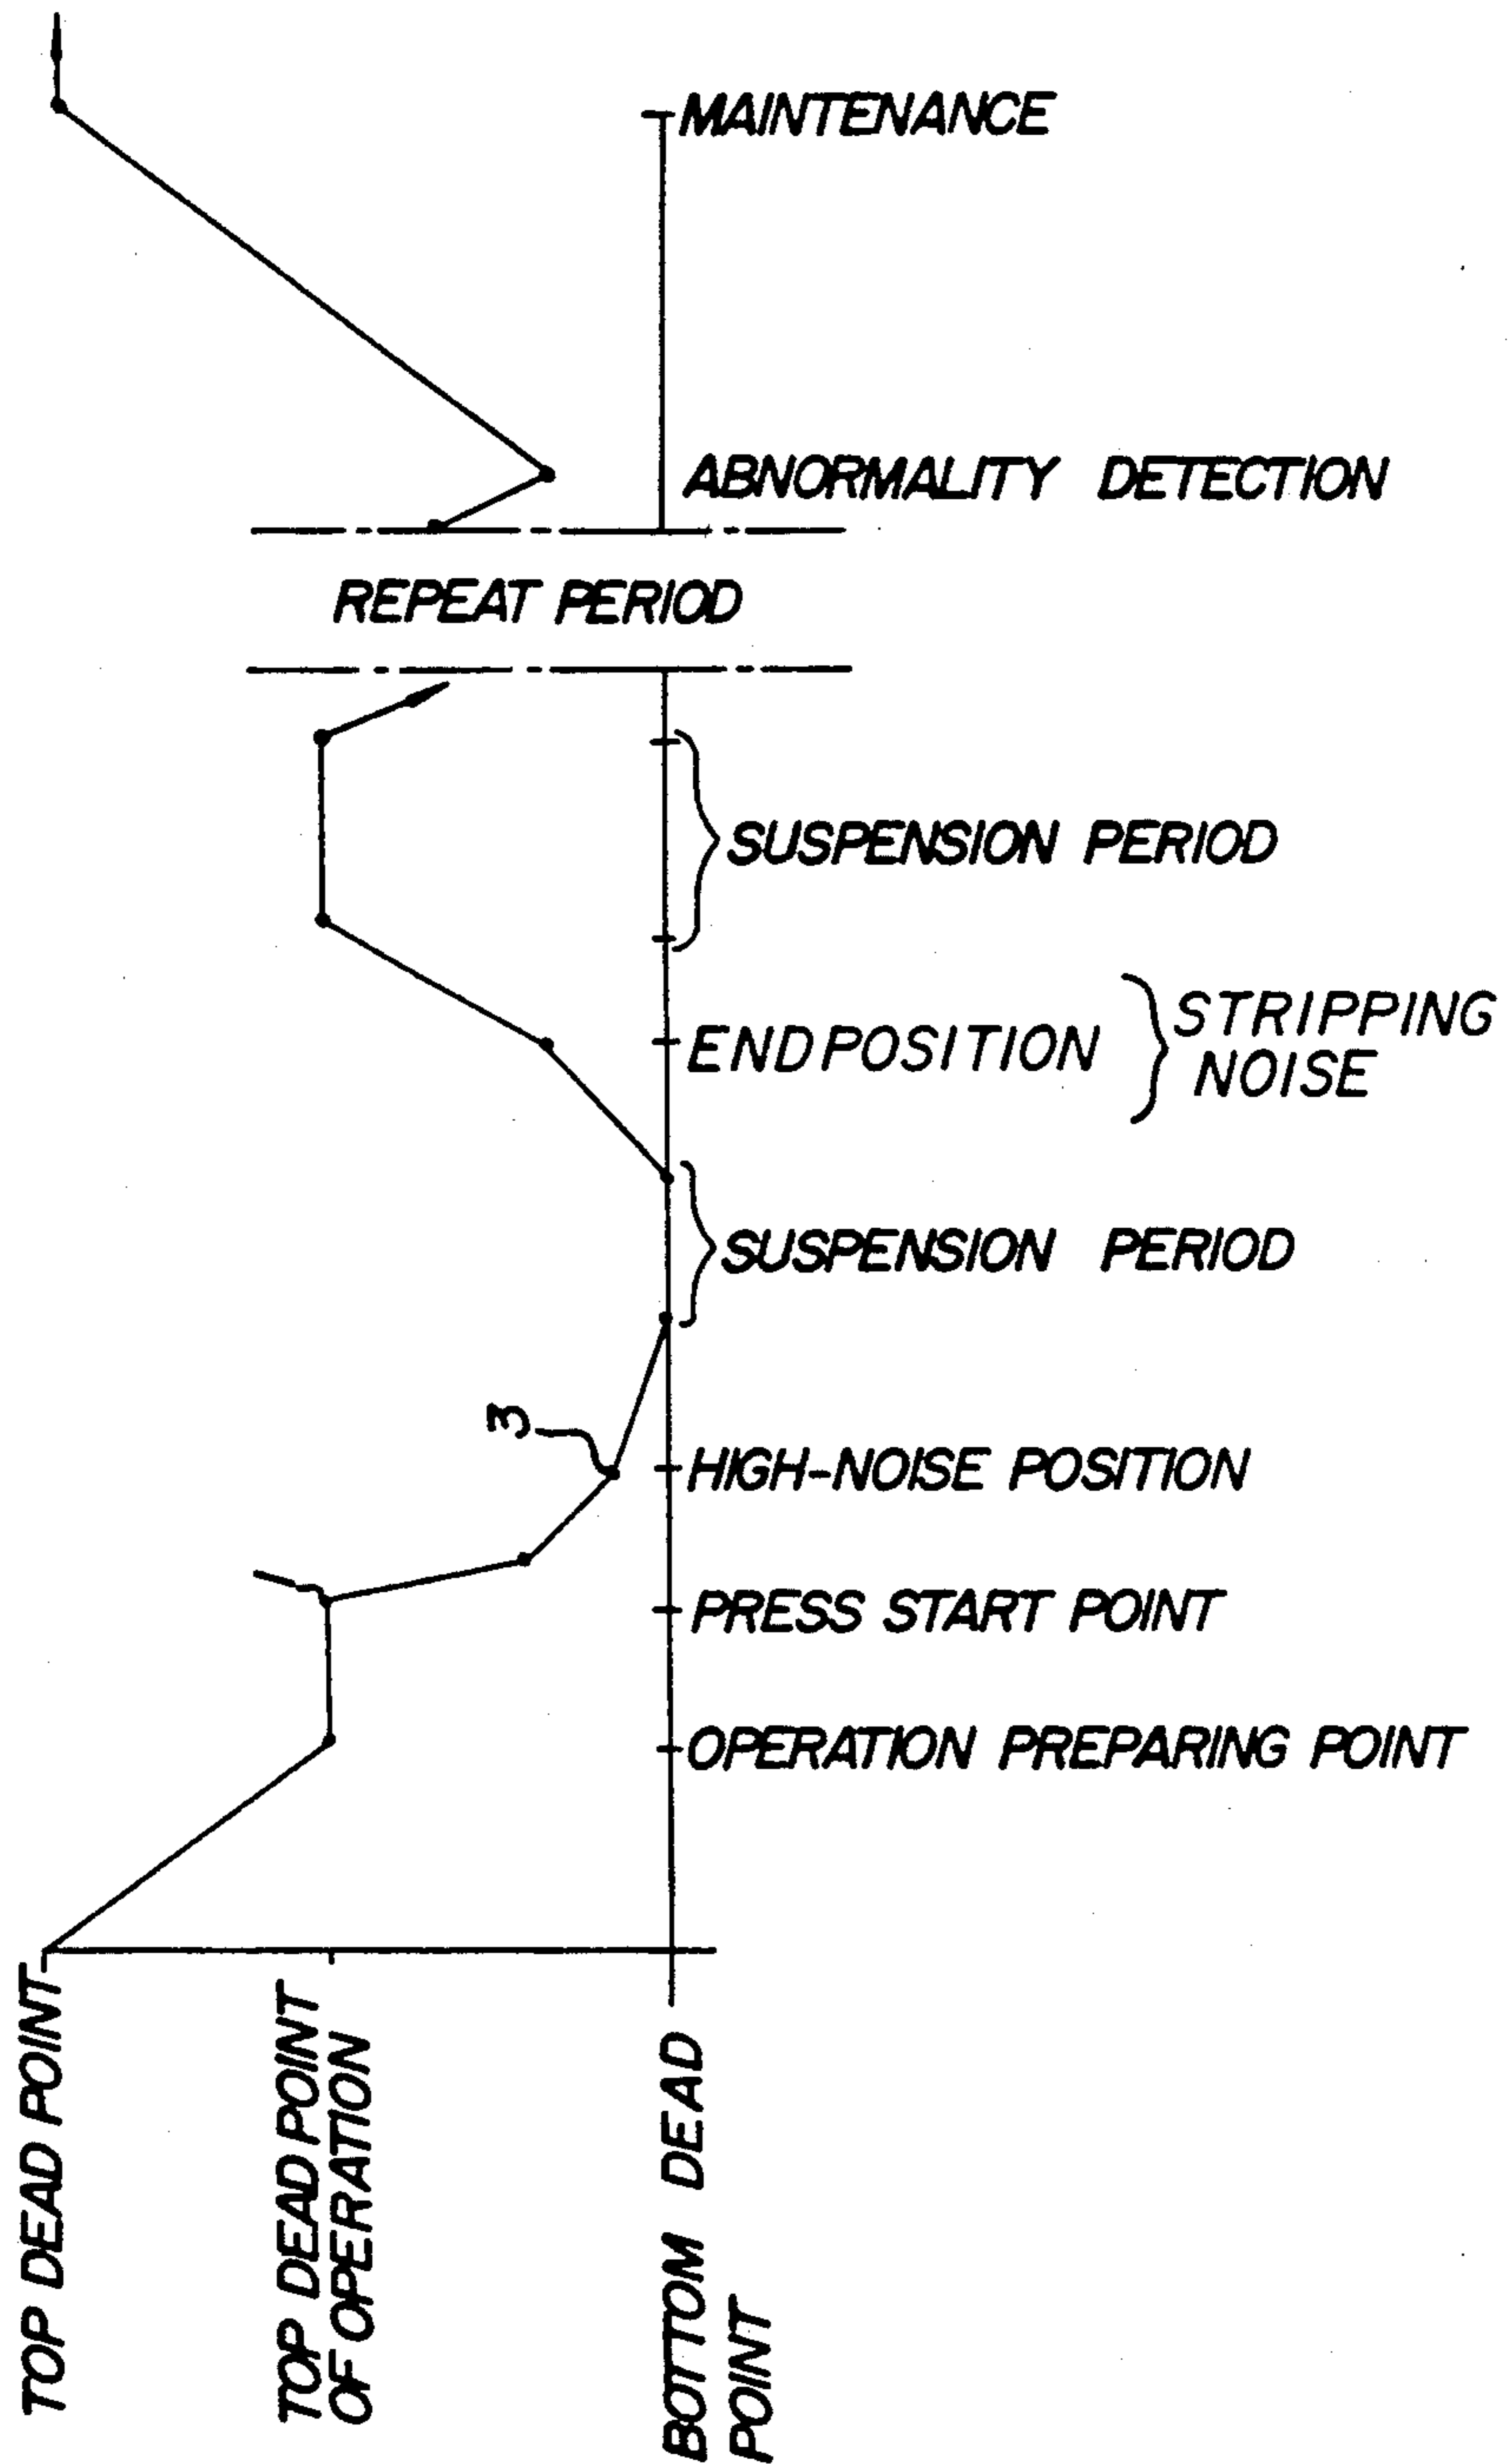 MAINTENANCE
ABNORMALITY DETECTION
REPEAT PERIOD
SUSPENSION PERIOD
ENDPOSITION
STRIPPING
NOISE
SUSPENSION PERIOD
3
HIGH-NOISE POSITION
PRESS START POINT
OPERATION PREPARING POINT
TOP DEAD POINT
TOP DEAD POINT
OF OPERATION
BOTTOM DEAD
POINT